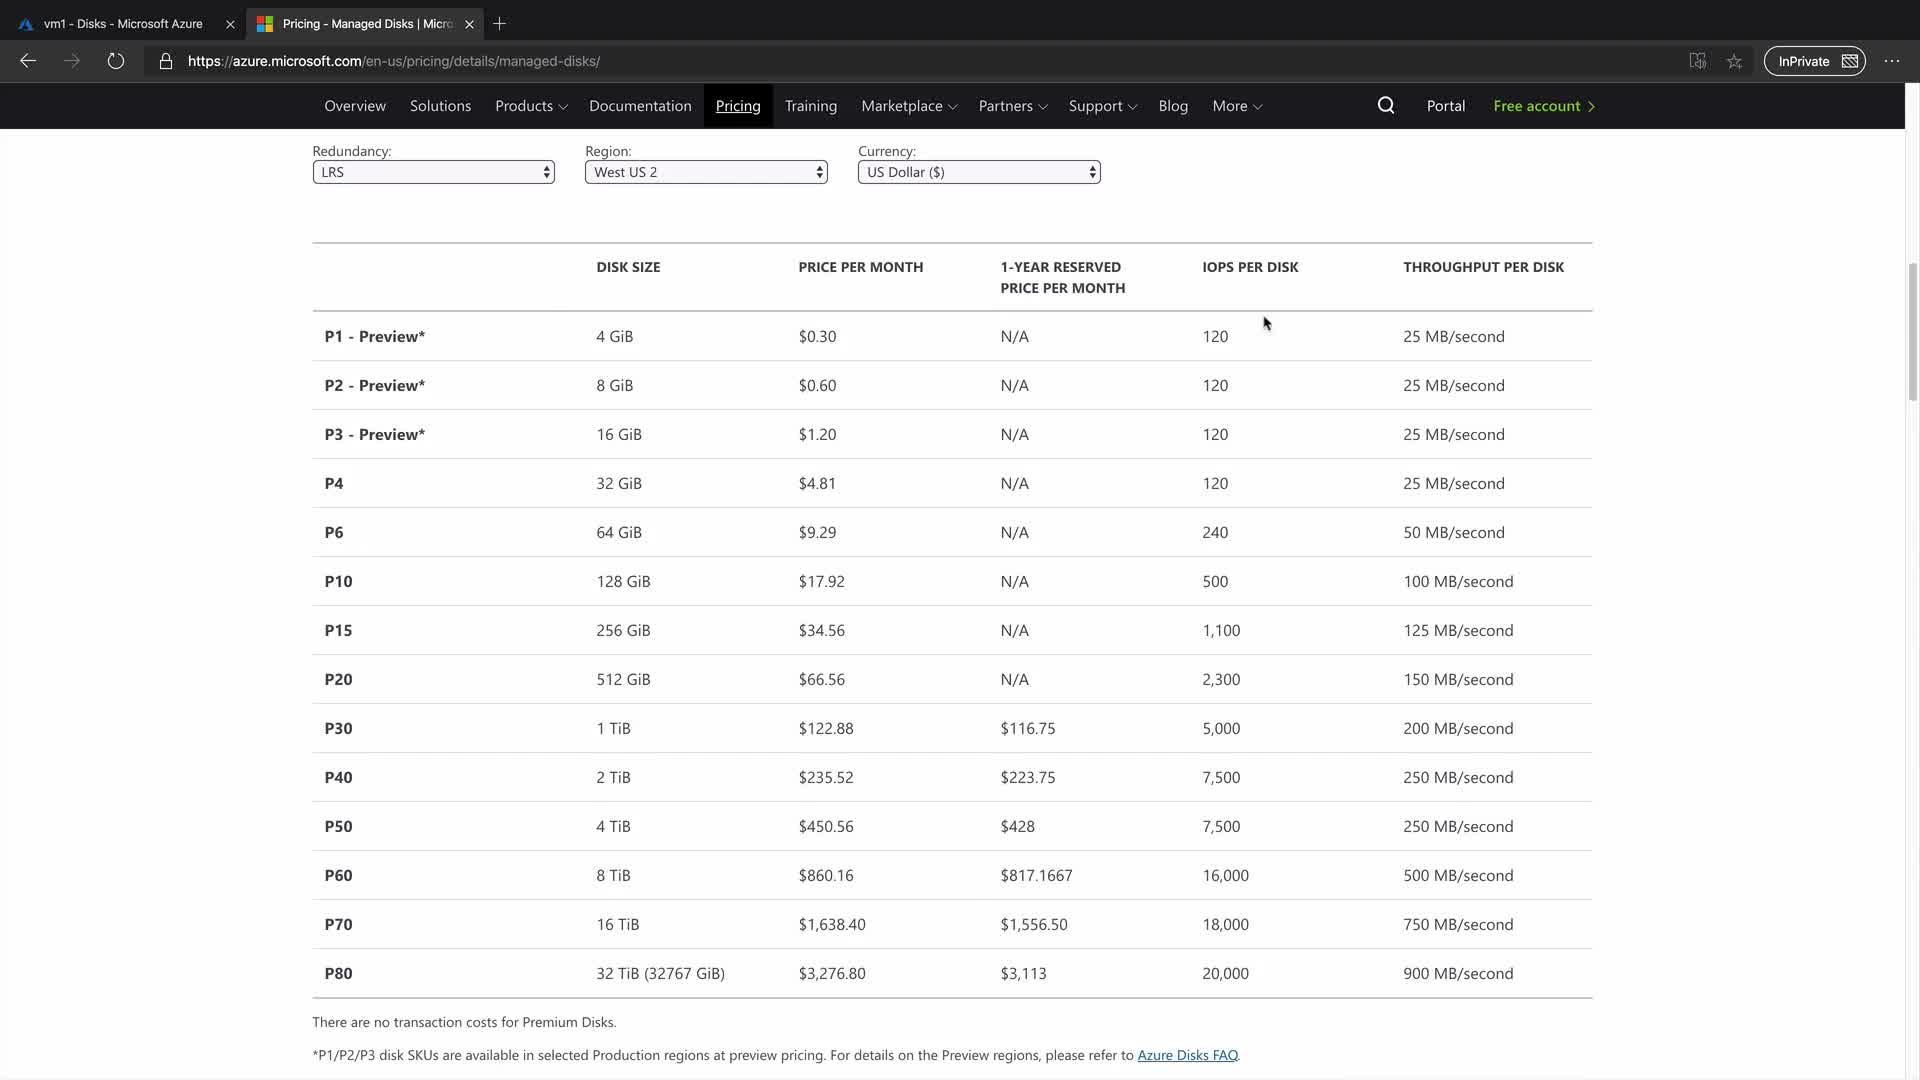 vm1 - Disks - Microsoft Azure
Pricing - Managed Disks | Micro
https://azure.microsoft.com/en-us/pricing/details/managed-disks/
InPrivate
Overview Solutions Products Documentation Pricing Training Marketplace Partners Support Blog More Portal Free account
Redundancy: Region: Currency:
LRS West US 2 US Dollar ($)
DISK SIZE PRICE PER MONTH 1-YEAR RESERVED PRICE PER MONTH IOPS PER DISK THROUGHPUT PER DISK
P1 - Preview* 4 GiB $0.30 N/A 120 25 MB/second
P2 - Preview* 8 GiB $0.60 N/A 120 25 MB/second
P3 - Preview* 16 GiB $1.20 N/A 120 25 MB/second
P4 32 GiB $4.81 N/A 120 25 MB/second
P6 64 GiB $9.29 N/A 240 50 MB/second
P10 128 GiB $17.92 N/A 500 100 MB/second
P15 256 GiB $34.56 N/A 1,100 125 MB/second
P20 512 GiB $66.56 N/A 2,300 150 MB/second
P30 1 TiB $122.88 $116.75 5,000 200 MB/second
P40 2 TiB $235.52 $223.75 7,500 250 MB/second
P50 4 TiB $450.56 $428 7,500 250 MB/second
P60 8 TiB $860.16 $817.1667 16,000 500 MB/second
P70 16 TiB $1,638.40 $1,556.50 18,000 750 MB/second
P80 32 TiB (32767 GiB) $3,276.80 $3,113 20,000 900 MB/second
There are no transaction costs for Premium Disks.
*P1/P2/P3 disk SKUs are available in selected Production regions at preview pricing. For details on the Preview regions, please refer to Azure Disks FAQ.